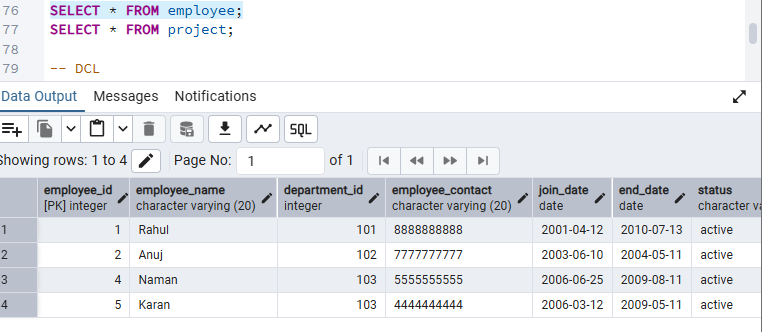 76 SELECT * FROM employee;
77 SELECT * FROM project;
78
79 -- DCL
Data Output Messages Notifications
SQL
Showing rows: 1 to 4 Page No: 1 of 1
employee_id employee_name department_id employee_contact join_date end_date status
[PK] integer character varying (20) integer character varying (20) date date character va
1 1 Rahul 101 8888888888 2001-04-12 2010-07-13 active
2 2 Anuj 102 7777777777 2003-06-10 2004-05-11 active
3 4 Naman 103 5555555555 2006-06-25 2009-08-11 active
4 5 Karan 103 4444444444 2006-03-12 2009-05-11 active